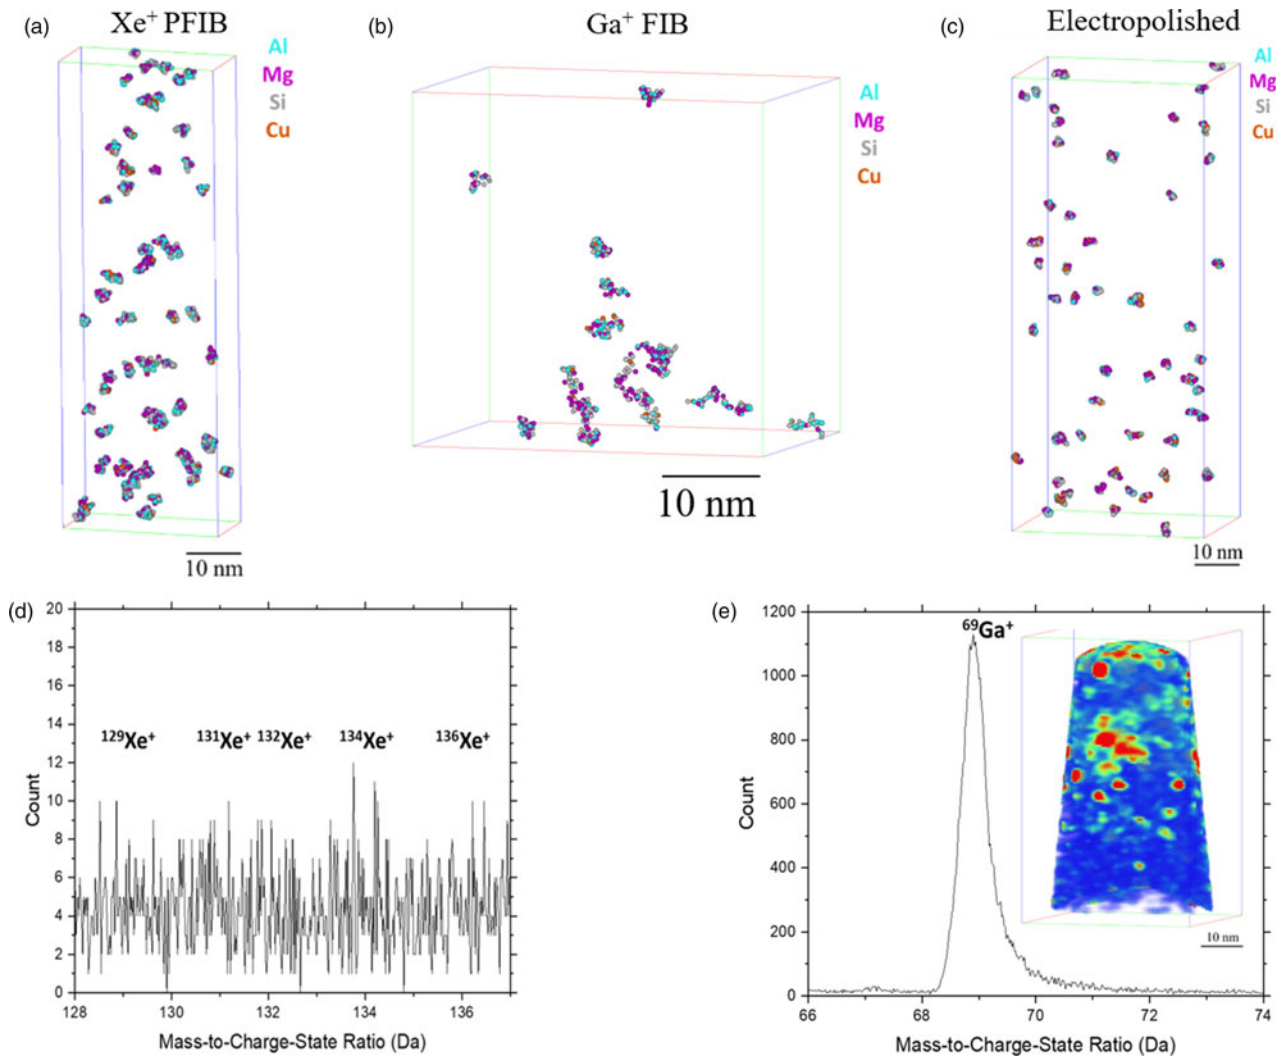 (a) Xe⁺ PFIB
Al
Mg
Si
Cu
10 nm
(b) Ga⁺ FIB
Al
Mg
Si
Cu
10 nm
(c) Electropolished
Al
Mg
Si
Cu
10 nm
(d)
20
18
16
14
12
10
8
6
4
2
0
Count
¹²⁹Xe⁺ ¹³¹Xe⁺ ¹³²Xe⁺ ¹³⁴Xe⁺ ¹³⁶Xe⁺
128 130 132 134 136
Mass-to-Charge-State Ratio (Da)
(e)
1200
1000
800
600
400
200
0
Count
⁶⁹Ga⁺
10 nm
66 68 70 72 74
Mass-to-Charge-State Ratio (Da)